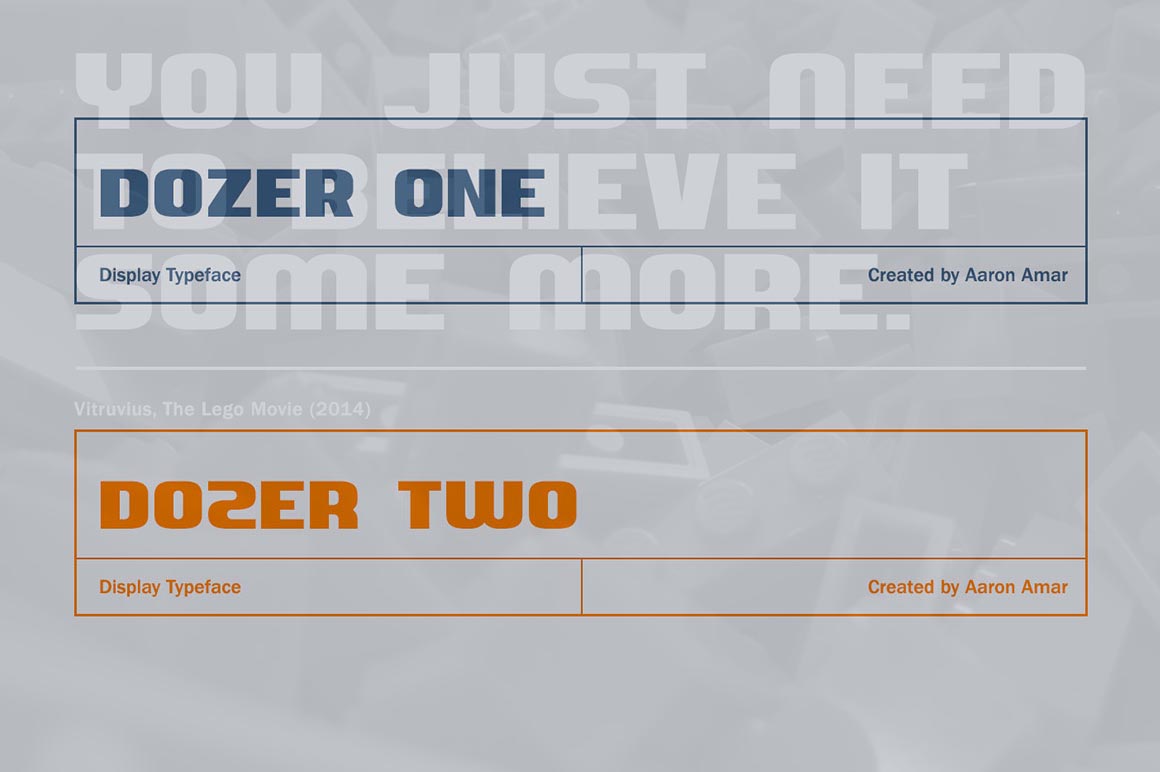 YOU JUST NEED
TO BELIEVE IT
SOME MORE.
Vitruvius, The Lego Movie (2014)
DOZER ONE
Display Typeface
Created by Aaron Amar
DOZER TWO
Display Typeface
Created by Aaron Amar